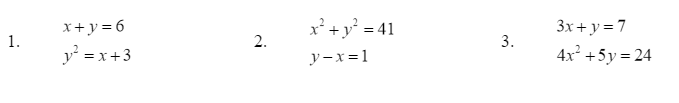 1. x + y = 6
y² = x + 3
2. x² + y² = 41
y − x = 1
3. 3x + y = 7
4x² + 5y = 24